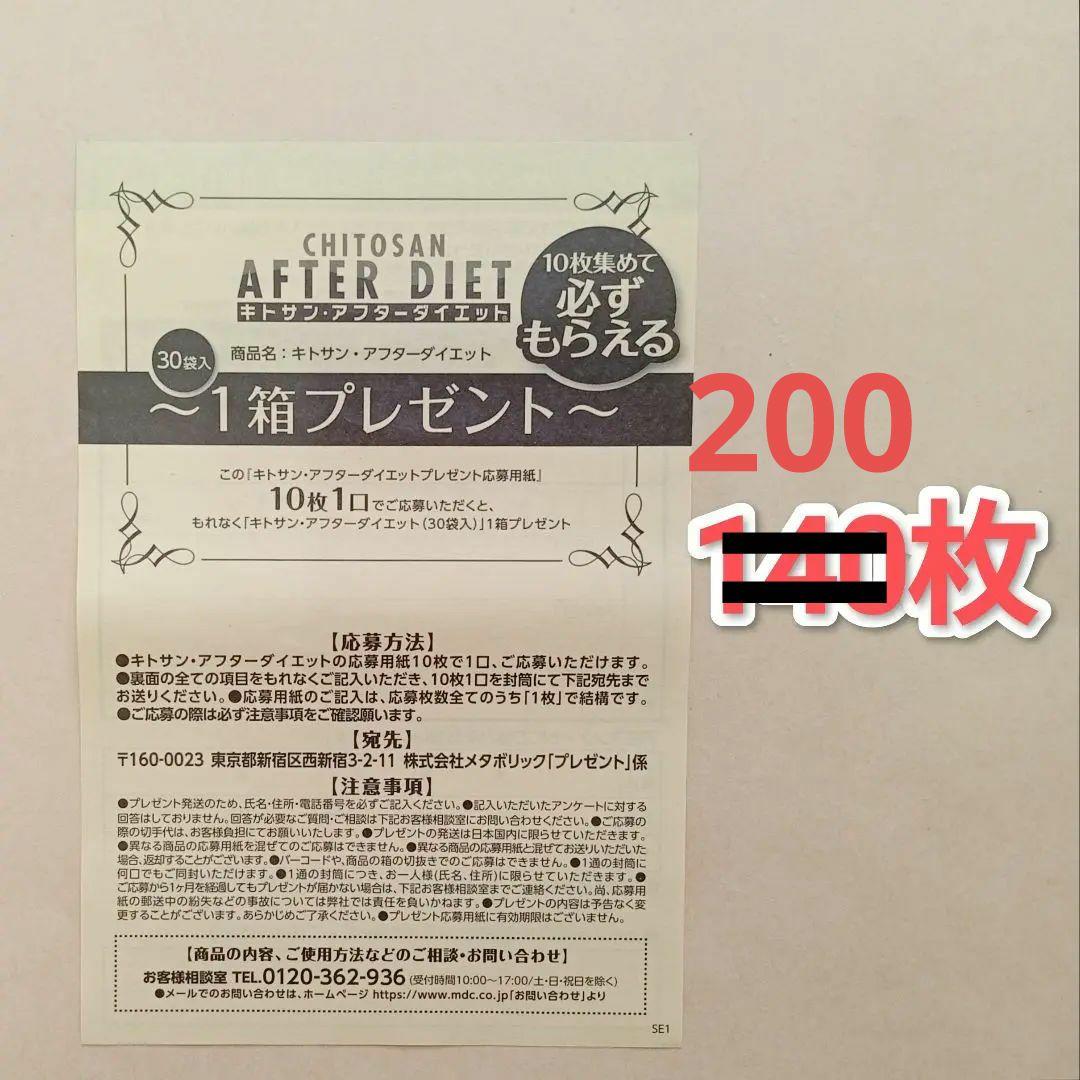 CHITOSAN
AFTER DIET
キトサン・アフターダイエット®
10枚集めて
必ず
もらえる
30袋入
商品名：キトサン・アフターダイエット
～1箱プレゼント～
この『キトサン・アフターダイエットプレゼント応募用紙』
10枚1口でご応募いただくと、
もれなく「キトサン・アフターダイエット（30袋入）」1箱プレゼント
200
140枚
【応募方法】
●キトサン・アフターダイエットの応募用紙10枚で1口、ご応募いただけます。
●裏面の全ての項目をもれなくご記入いただき、10枚1口を封筒にて下記宛先まで
お送りください。●応募用紙のご記入は、応募枚数全てのうち「1枚」で結構です。
●ご応募の際は必ず注意事項をご確認願います。
【宛先】
〒160-0023 東京都新宿区西新宿3-2-11 株式会社メタボリック「プレゼント」係
【注意事項】
●プレゼント発送のため、氏名・住所・電話番号を必ずご記入ください。●記入いただいたアンケートに対する
回答はしておりません。回答が必要なご質問・ご相談は下記お客様相談室にお問い合わせください。●ご応募の
際の切手代は、お客様負担にてお願いいたします。●プレゼントの発送は日本国内に限らせていただきます。
●異なる商品の応募用紙を混ぜてのご応募はできません。●異なる商品の応募用紙と混ぜてお送りいただいた
場合、返却することがございます。●バーコードや、商品の箱の切抜きでのご応募はできません。●1通の封筒に
何口でもご同封いただけます。●1通の封筒につき、お一人様（氏名、住所）に限らせていただきます。●
ご応募から1ヶ月を経過してもプレゼントが届かない場合は、下記お客様相談室までご連絡ください。尚、応募用
紙の郵送中の紛失などの事故については弊社では責任を負いかねます。●プレゼントの内容は予告なく変
更することがございます。あらかじめご了承ください。●プレゼント応募用紙に有効期限はございません。
【商品の内容、ご使用方法などのご相談・お問い合わせ】
お客様相談室 TEL.0120-362-936（受付時間10:00～17:00/土・日・祝日を除く）
●メールでのお問い合わせは、ホームページ https://www.mdc.co.jp「お問い合わせ」より
SE1